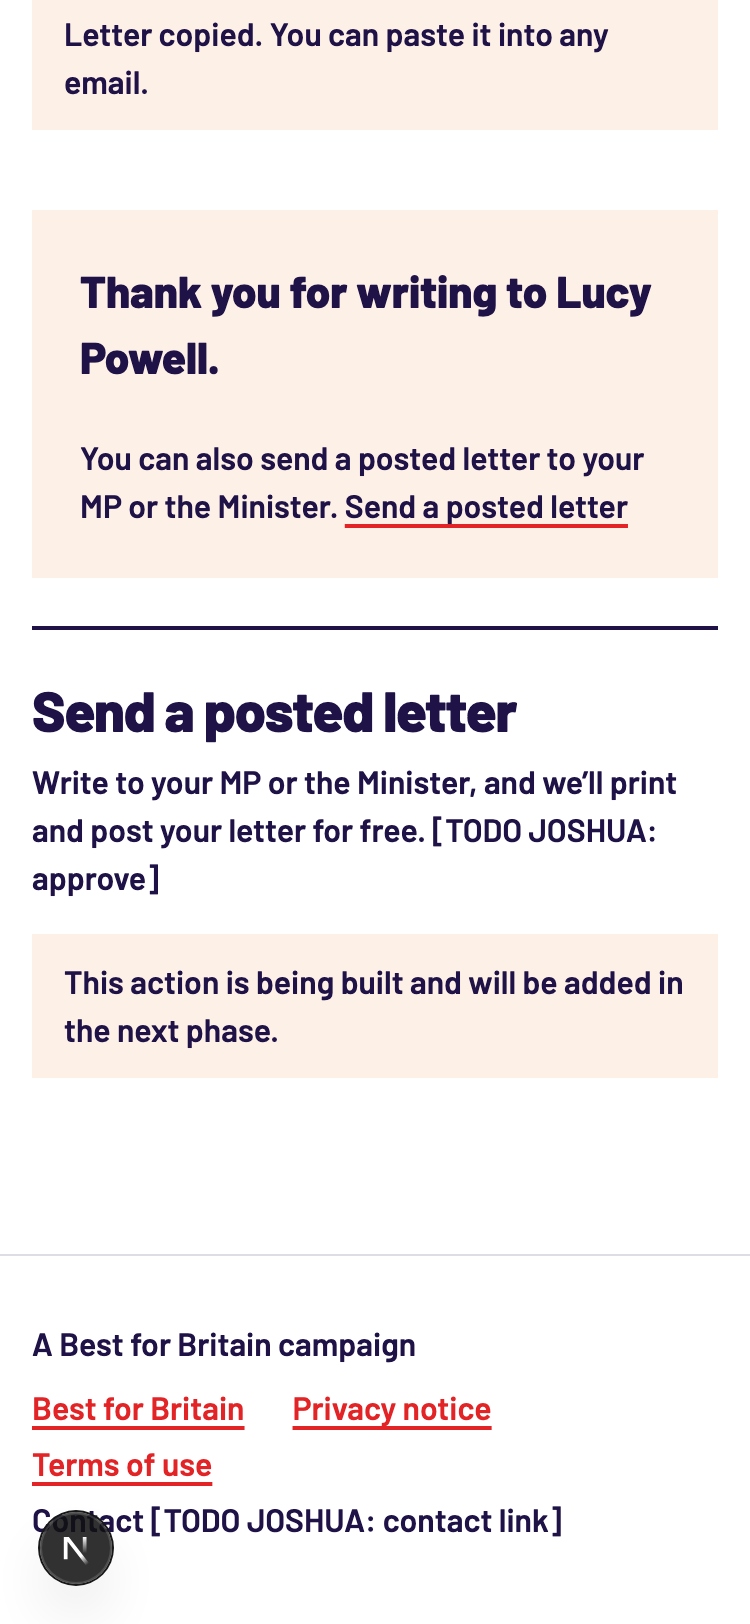 Letter copied. You can paste it into any
email.
Thank you for writing to Lucy
Powell.
You can also send a posted letter to your
MP or the Minister. Send a posted letter
Send a posted letter
Write to your MP or the Minister, and we’ll print
and post your letter for free. [TODO JOSHUA:
approve]
This action is being built and will be added in
the next phase.
A Best for Britain campaign
Best for Britain Privacy notice
Terms of use
Contact [TODO JOSHUA: contact link]
N